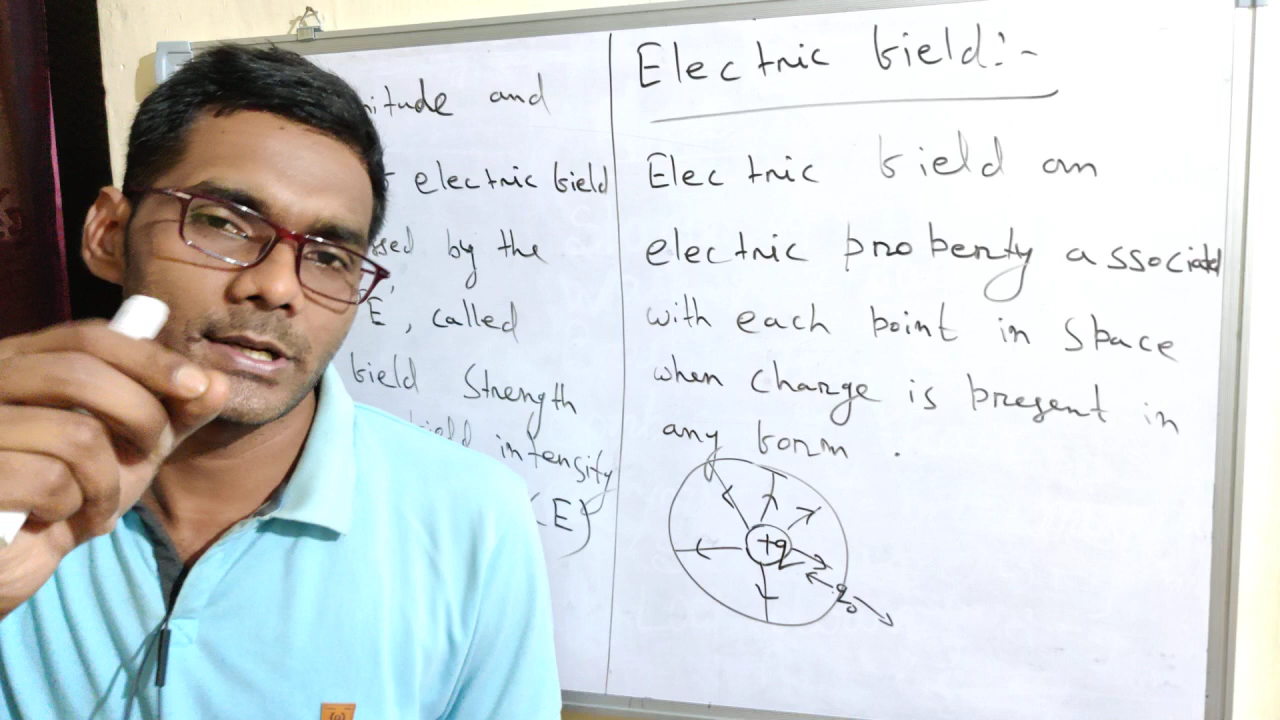 and
electric field
by the
E, called
field Strength
intensity
(E)
Electric field:-
Electric field an
electric property associated
with each point in space
when charge is present in
any form.
+q
q₀